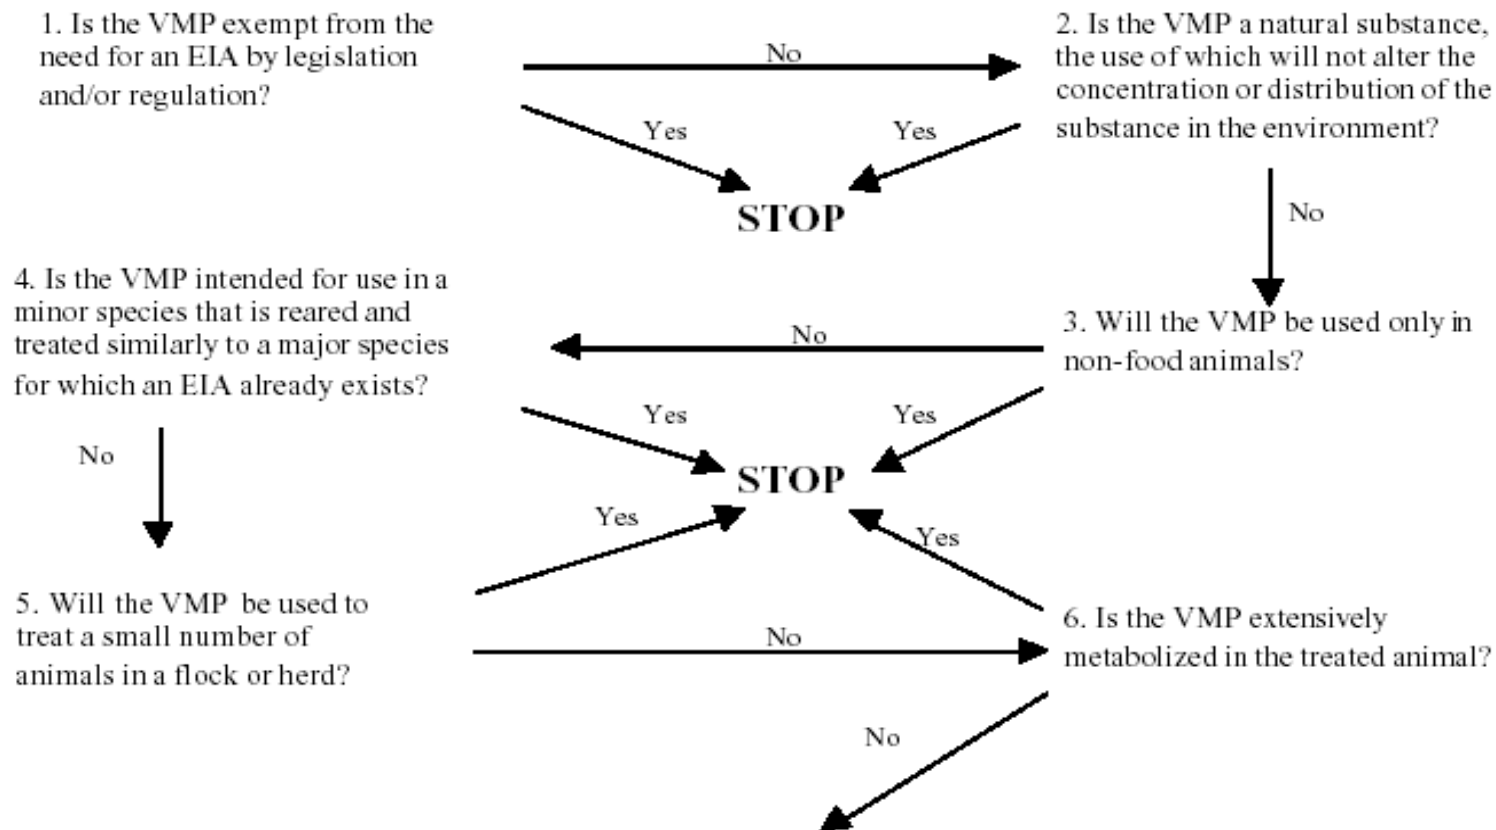 1. Is the VMP exempt from the
need for an EIA by legislation
and/or regulation?
No
2. Is the VMP a natural substance,
the use of which will not alter the
concentration or distribution of the
substance in the environment?
Yes
Yes
STOP
No
3. Will the VMP be used only in
non-food animals?
No
4. Is the VMP intended for use in a
minor species that is reared and
treated similarly to a major species
for which an EIA already exists?
Yes
Yes
STOP
No
5. Will the VMP be used to
treat a small number of
animals in a flock or herd?
Yes
Yes
No
6. Is the VMP extensively
metabolized in the treated animal?
No